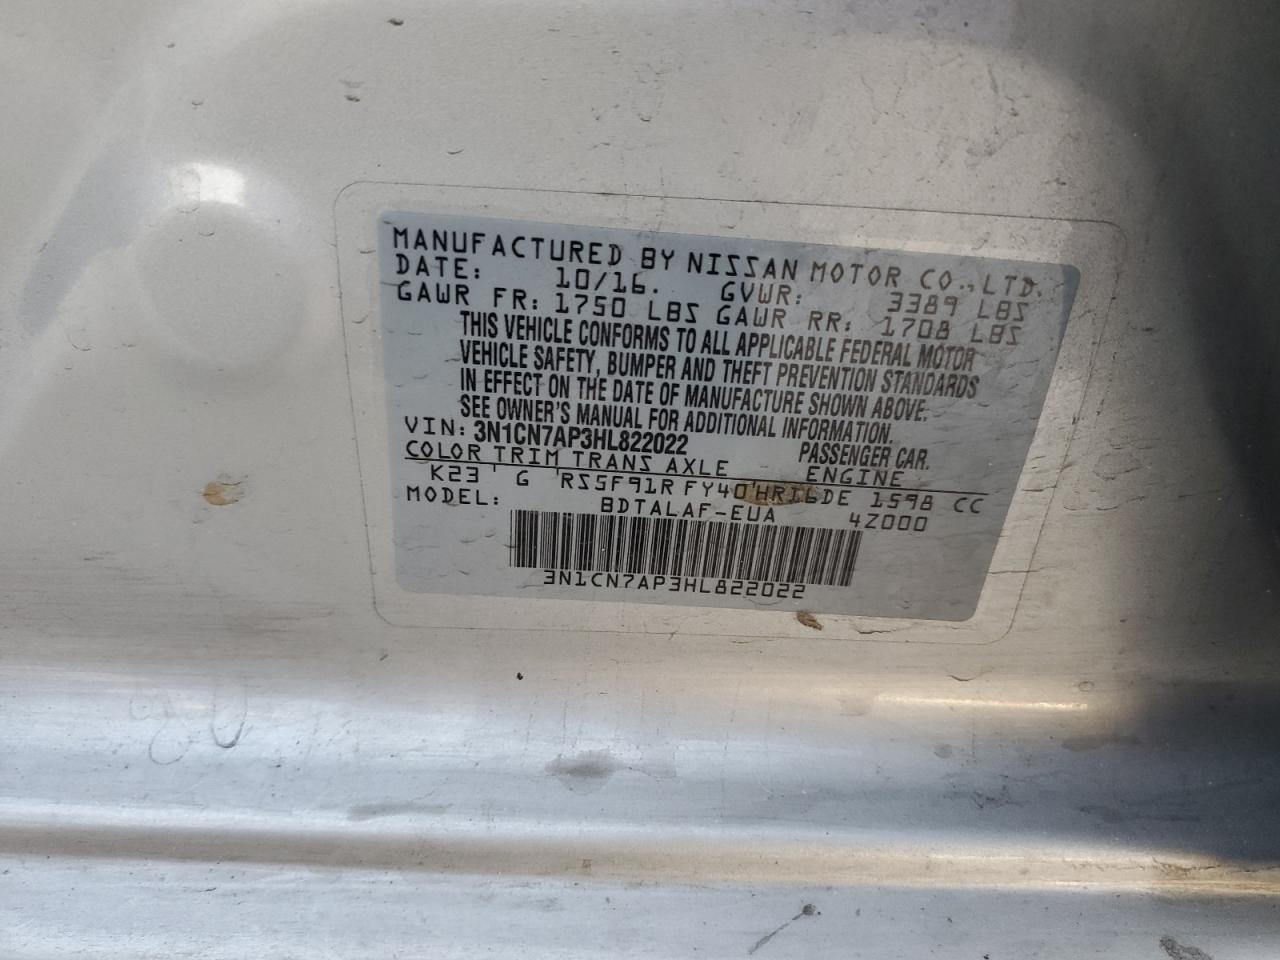 MANUFACTURED BY NISSAN MOTOR CO.,LTD.
DATE: 10/16. GVWR: 3389 LBS
GAWR FR: 1750 LBS GAWR RR: 1708 LBS
THIS VEHICLE CONFORMS TO ALL APPLICABLE FEDERAL MOTOR
VEHICLE SAFETY, BUMPER AND THEFT PREVENTION STANDARDS
IN EFFECT ON THE DATE OF MANUFACTURE SHOWN ABOVE.
SEE OWNER'S MANUAL FOR ADDITIONAL INFORMATION.
VIN: 3N1CN7AP3HL822022 PASSENGER CAR.
COLOR TRIM TRANS AXLE ENGINE
K23 ' G 'RS5F91R FY40'HR16DE 1598 CC
MODEL: BDTALAF-EUA 4Z000
3N1CN7AP3HL822022